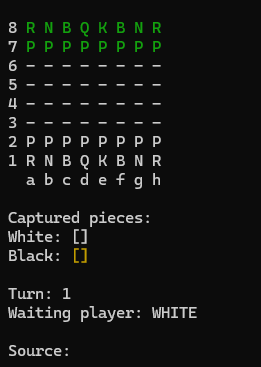 8 R N B Q K B N R
7 P P P P P P P P
6 - - - - - - - -
5 - - - - - - - -
4 - - - - - - - -
3 - - - - - - - -
2 P P P P P P P P
1 R N B Q K B N R
a b c d e f g h
Captured pieces:
White: []
Black: []
Turn: 1
Waiting player: WHITE
Source: